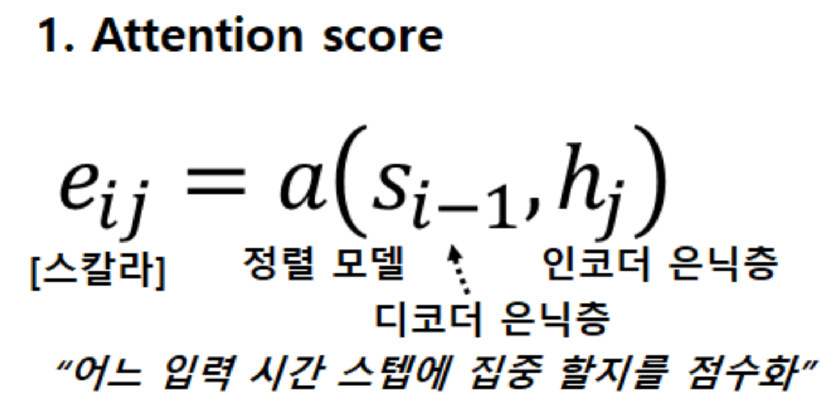 1. Attention score
e_{ij} = a(s_{i-1}, h_j)
[스칼라] 정렬 모델 인코더 은닉층
디코더 은닉층
“어느 입력 시간 스텝에 집중 할지를 점수화”